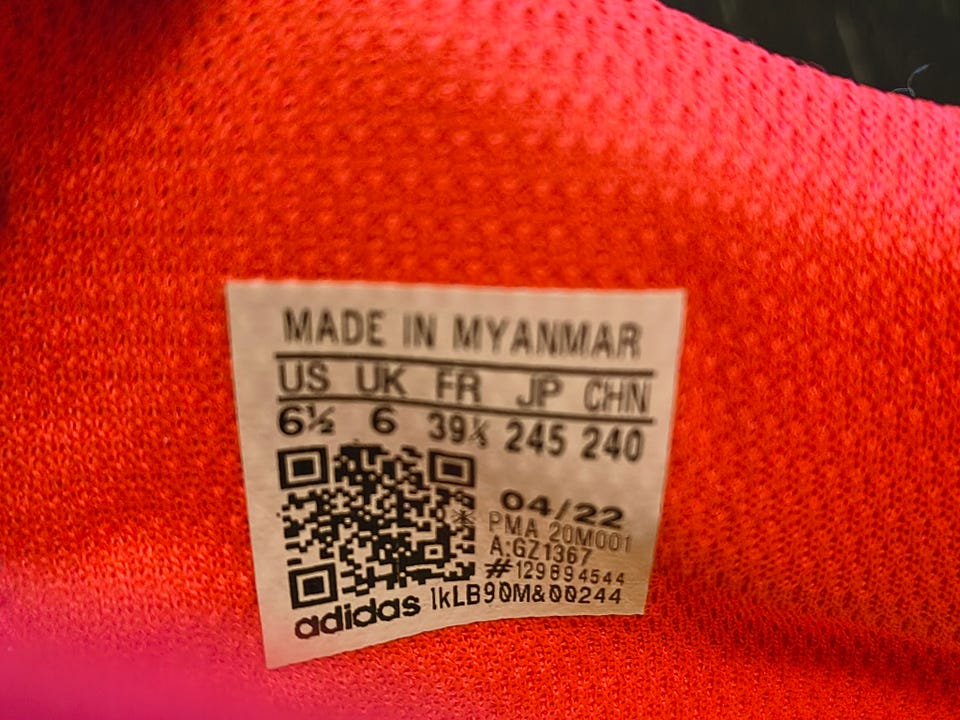 MADE IN MYANMAR
US UK FR JP CHN
6½ 6 39⅓ 245 240
04/22
PMA 20M001
A:GZ1367
#129894544
adidas 1kLB90M&00244